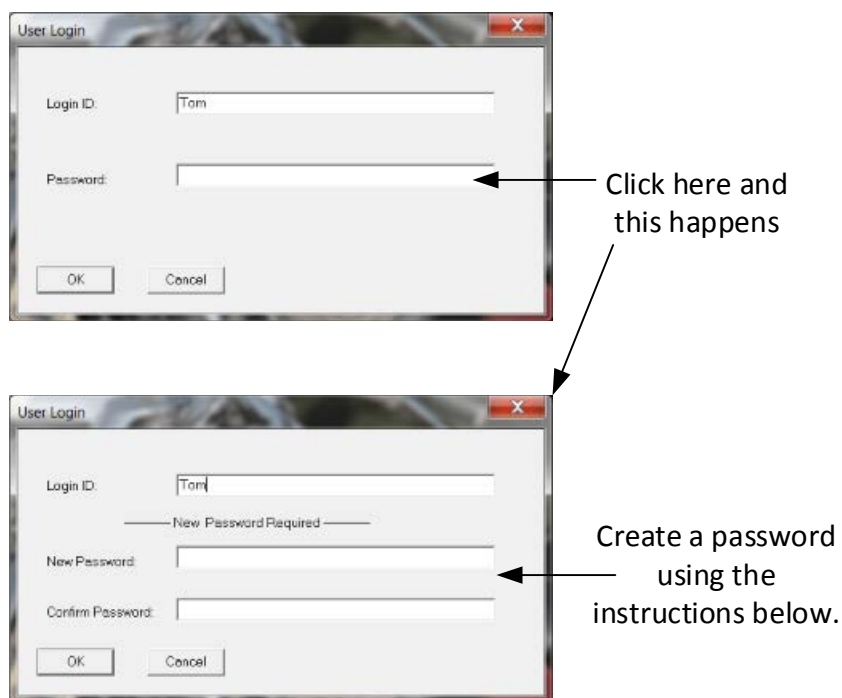 User Login
Login ID: Tom
Password:
OK Cancel
Click here and
this happens
User Login
Login ID: Tom
New Password Required
New Password:
Confirm Password:
OK Cancel
Create a password
using the
instructions below.